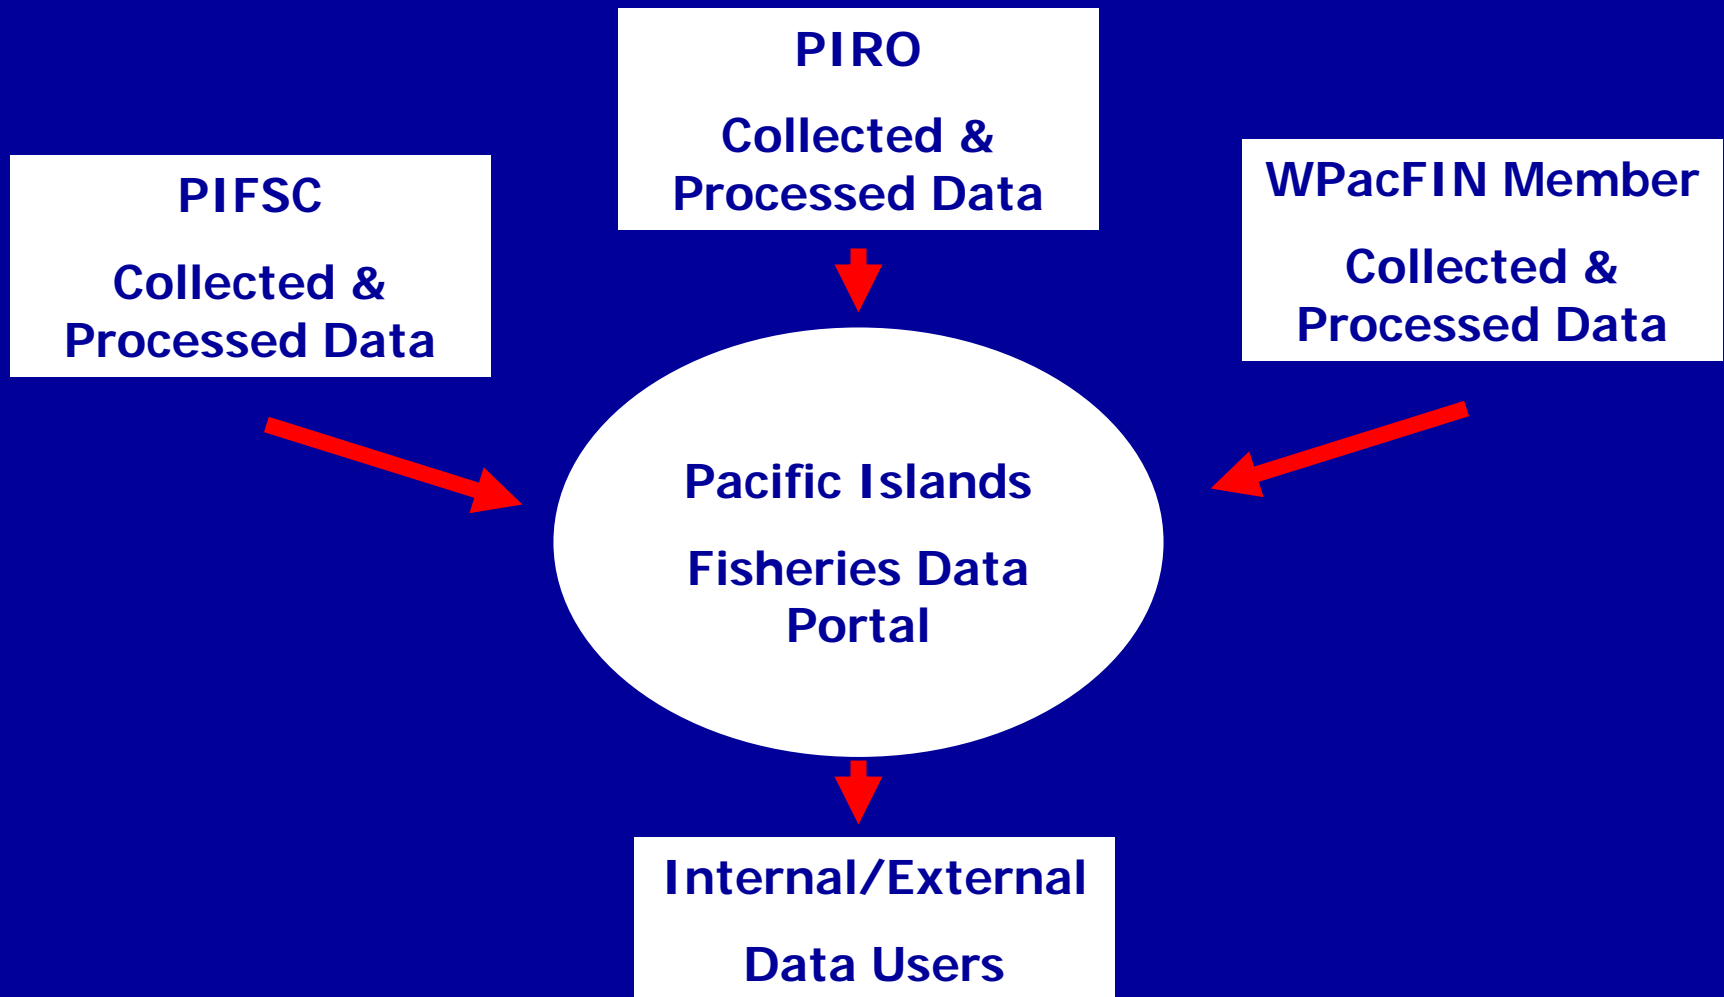 PIRO
Collected &
Processed Data
PIFSC
Collected &
Processed Data
WPacFIN Member
Collected &
Processed Data
Pacific Islands
Fisheries Data
Portal
Internal/External
Data Users